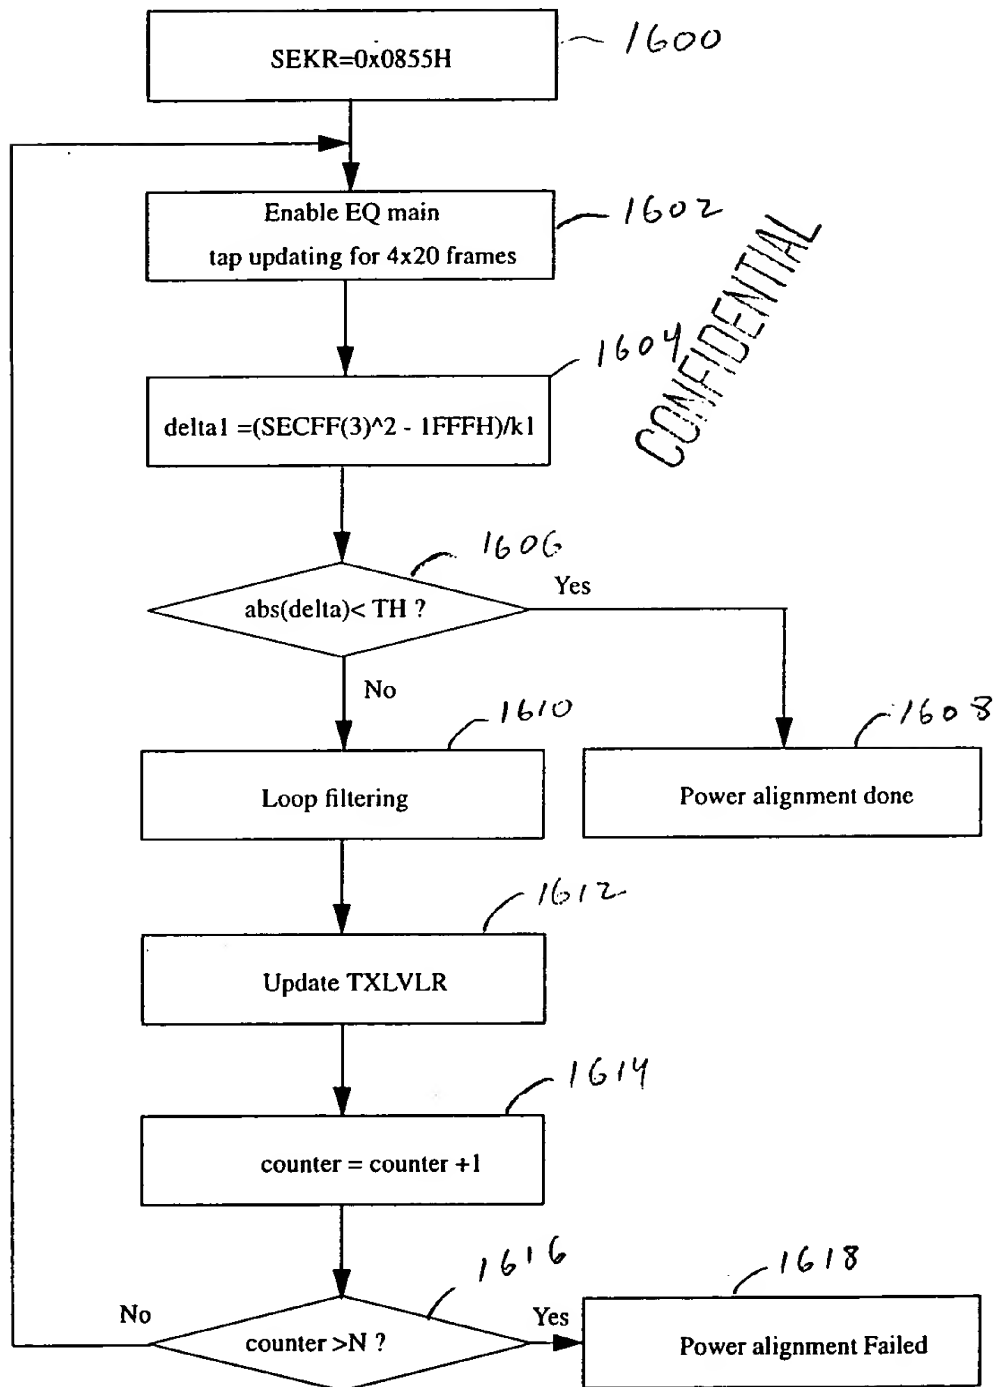 SEKR=0x0855H
1600
Enable EQ main
tap updating for 4x20 frames
1602
CONFIDENTIAL
1604
delta1 =(SECFF(3)^2 - 1FFFH)/k1
1606
abs(delta)< TH ?
Yes
No
1610
Loop filtering
1608
Power alignment done
1612
Update TXLVLR
1614
counter = counter +1
1616
counter >N ?
No
Yes
1618
Power alignment Failed